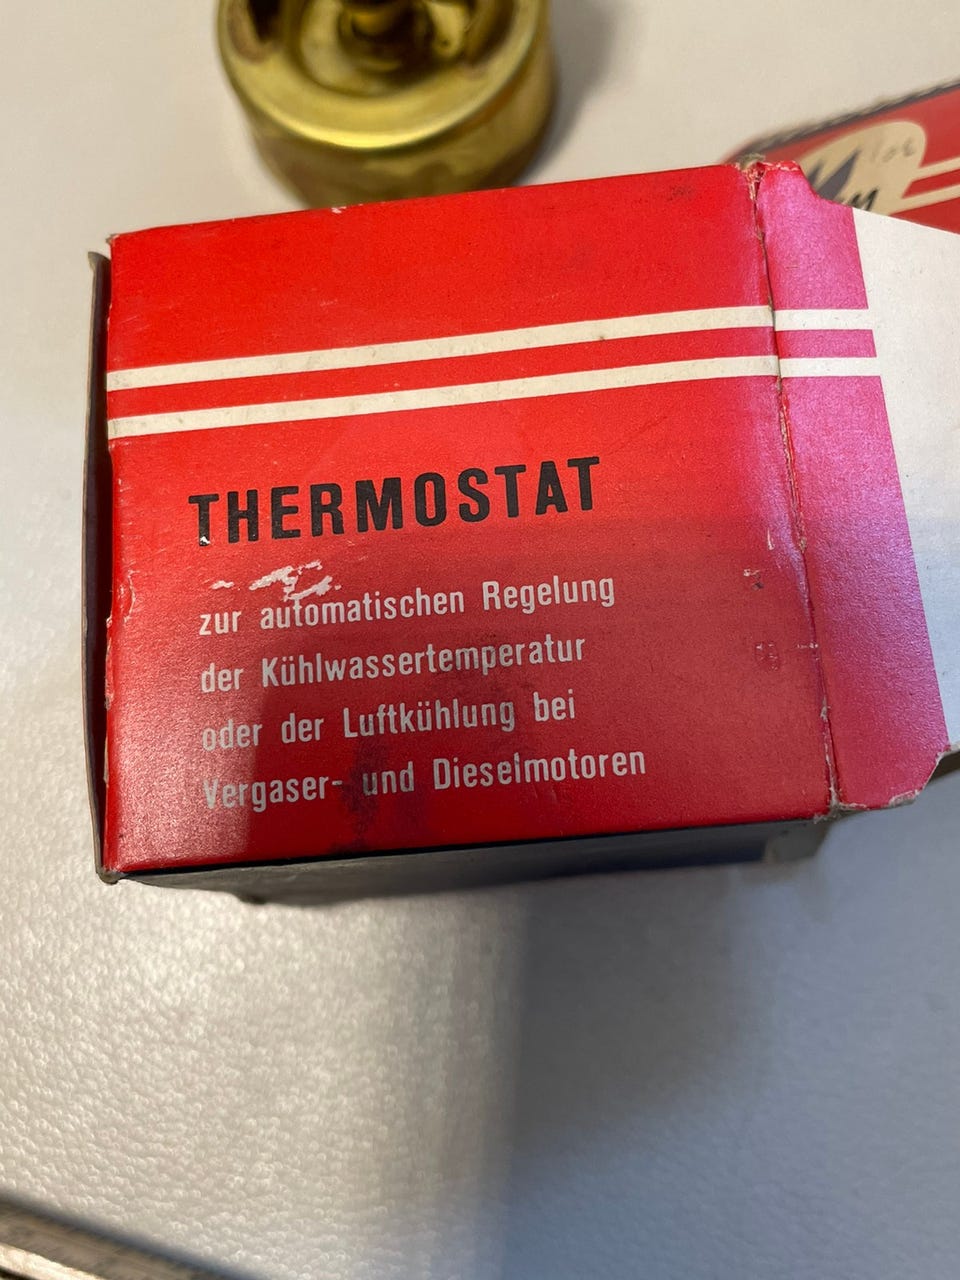 THERMOSTAT
zur automatischen Regelung
der Kühlwassertemperatur
oder der Luftkühlung bei
Vergaser- und Dieselmotoren